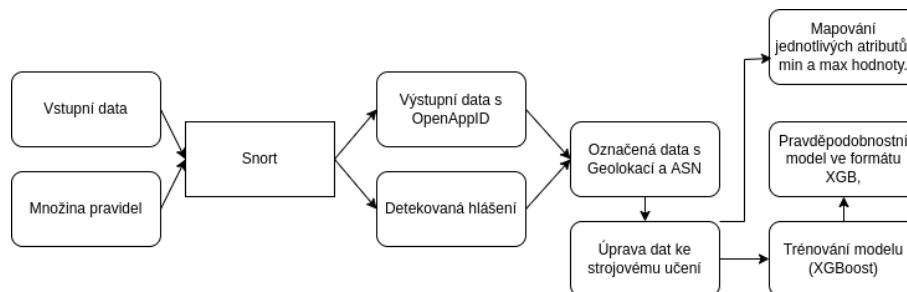 Vstupní data
Množina pravidel
Snort
Výstupní data s
OpenAppID
Detekovaná hlášení
Označená data s
Geolokací a ASN
Úprava dat ke
strojovému učení
Mapování
jednotlivých atributů
min a max hodnoty.
Pravděpodobnostní
model ve formátu
XGB,
Trénování modelu
(XGBoost)